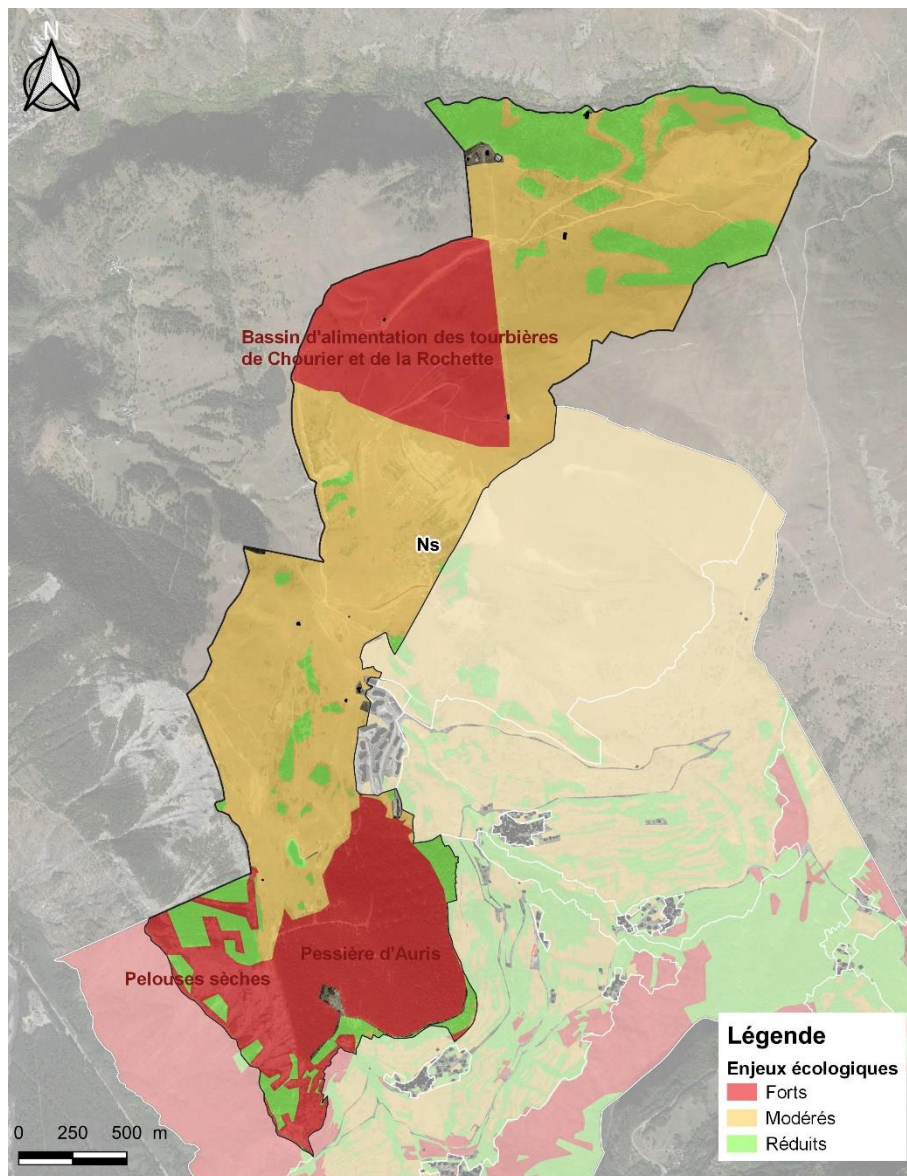 N
Bassin d'alimentation des tourbières
de Chourier et de la Rochette
Ns
Pessière d'Auris
Pelouses sèches
Légende
Enjeux écologiques
Forts
Modérés
Réduits
0 250 500 m